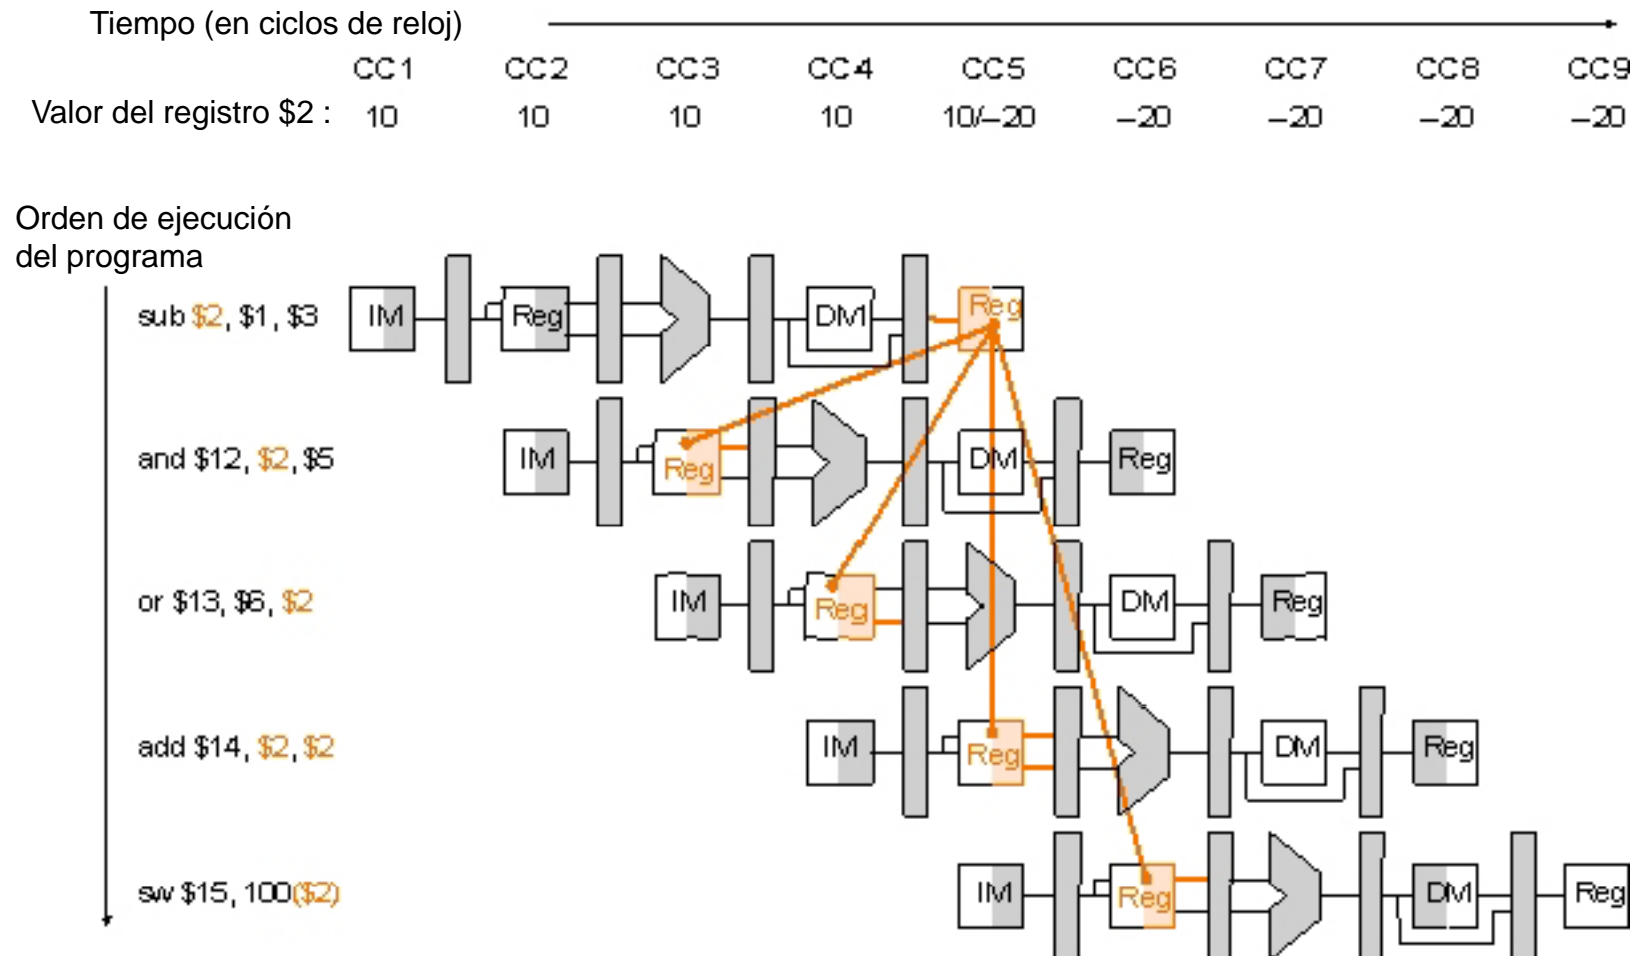 Tiempo (en ciclos de reloj)
CC1 CC2 CC3 CC4 CC5 CC6 CC7 CC8 CC9
Valor del registro $2 : 10 10 10 10 10/–20 –20 –20 –20 –20
Orden de ejecución
del programa
sub $2, $1, $3 IM Reg DM Reg
and $12, $2, $5 IM Reg DM Reg
or $13, $6, $2 IM Reg DM Reg
add $14, $2, $2 IM Reg DM Reg
sw $15, 100($2) IM Reg DM Reg